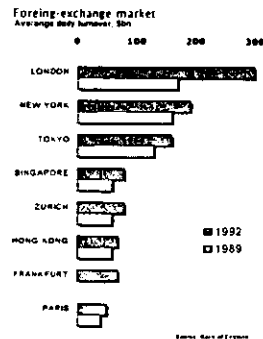 Foreing-exchange market
Average daily turnover, $bn
0 100 200 300
LONDON
NEW YORK
TOKYO
SINGAPORE
ZURICH
HONG KONG
FRANKFURT
PARIS
1992
1989